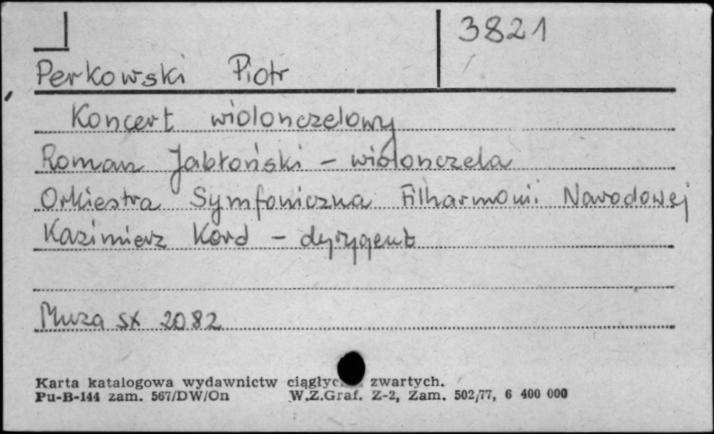 3821
Perkowski Piotr
Koncert wiolonczelowy
Roman Jabłoński - wiolonczela
Orkiestra Symfoniczna Filharmonii Narodowej
Kazimierz Kord - dyrygent
Muza sx 2082
Karta katalogowa wydawnictw zwartych.
Pu-B-144 zam. 567/DW/On W.Z.Graf. Z-2, Zam. 502/77, 6 400 000